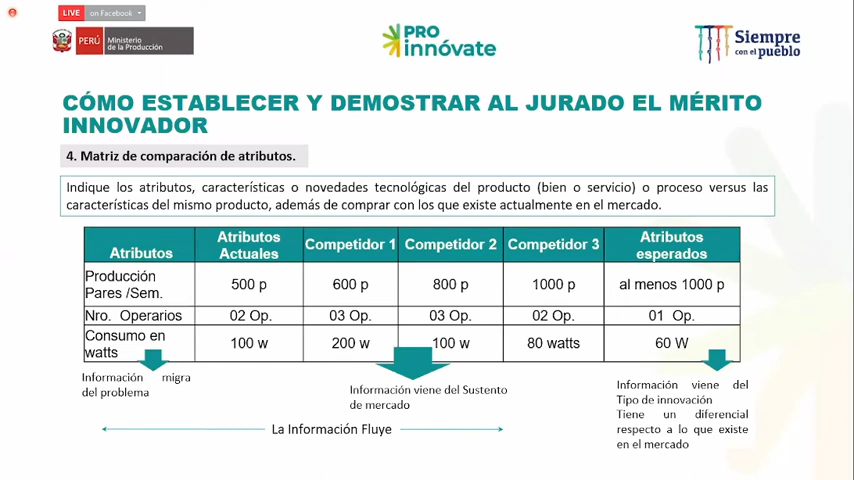 LIVE on Facebook
PERÚ Ministerio
de la Producción
PRO
innóvate
Siempre
con el pueblo
CÓMO ESTABLECER Y DEMOSTRAR AL JURADO EL MÉRITO
INNOVADOR
4. Matriz de comparación de atributos.
Indique los atributos, características o novedades tecnológicas del producto (bien o servicio) o proceso versus las
características del mismo producto, además de comprar con los que existe actualmente en el mercado.
Atributos Atributos Actuales Competidor 1 Competidor 2 Competidor 3 Atributos esperados
Producción Pares /Sem. 500 p 600 p 800 p 1000 p al menos 1000 p
Nro. Operarios 02 Op. 03 Op. 03 Op. 02 Op. 01 Op.
Consumo en watts 100 w 200 w 100 w 80 watts 60 W
Información migra
del problema
Información viene del Sustento
de mercado
Información viene del
Tipo de innovación
Tiene un diferencial
respecto a lo que existe
en el mercado
La Información Fluye